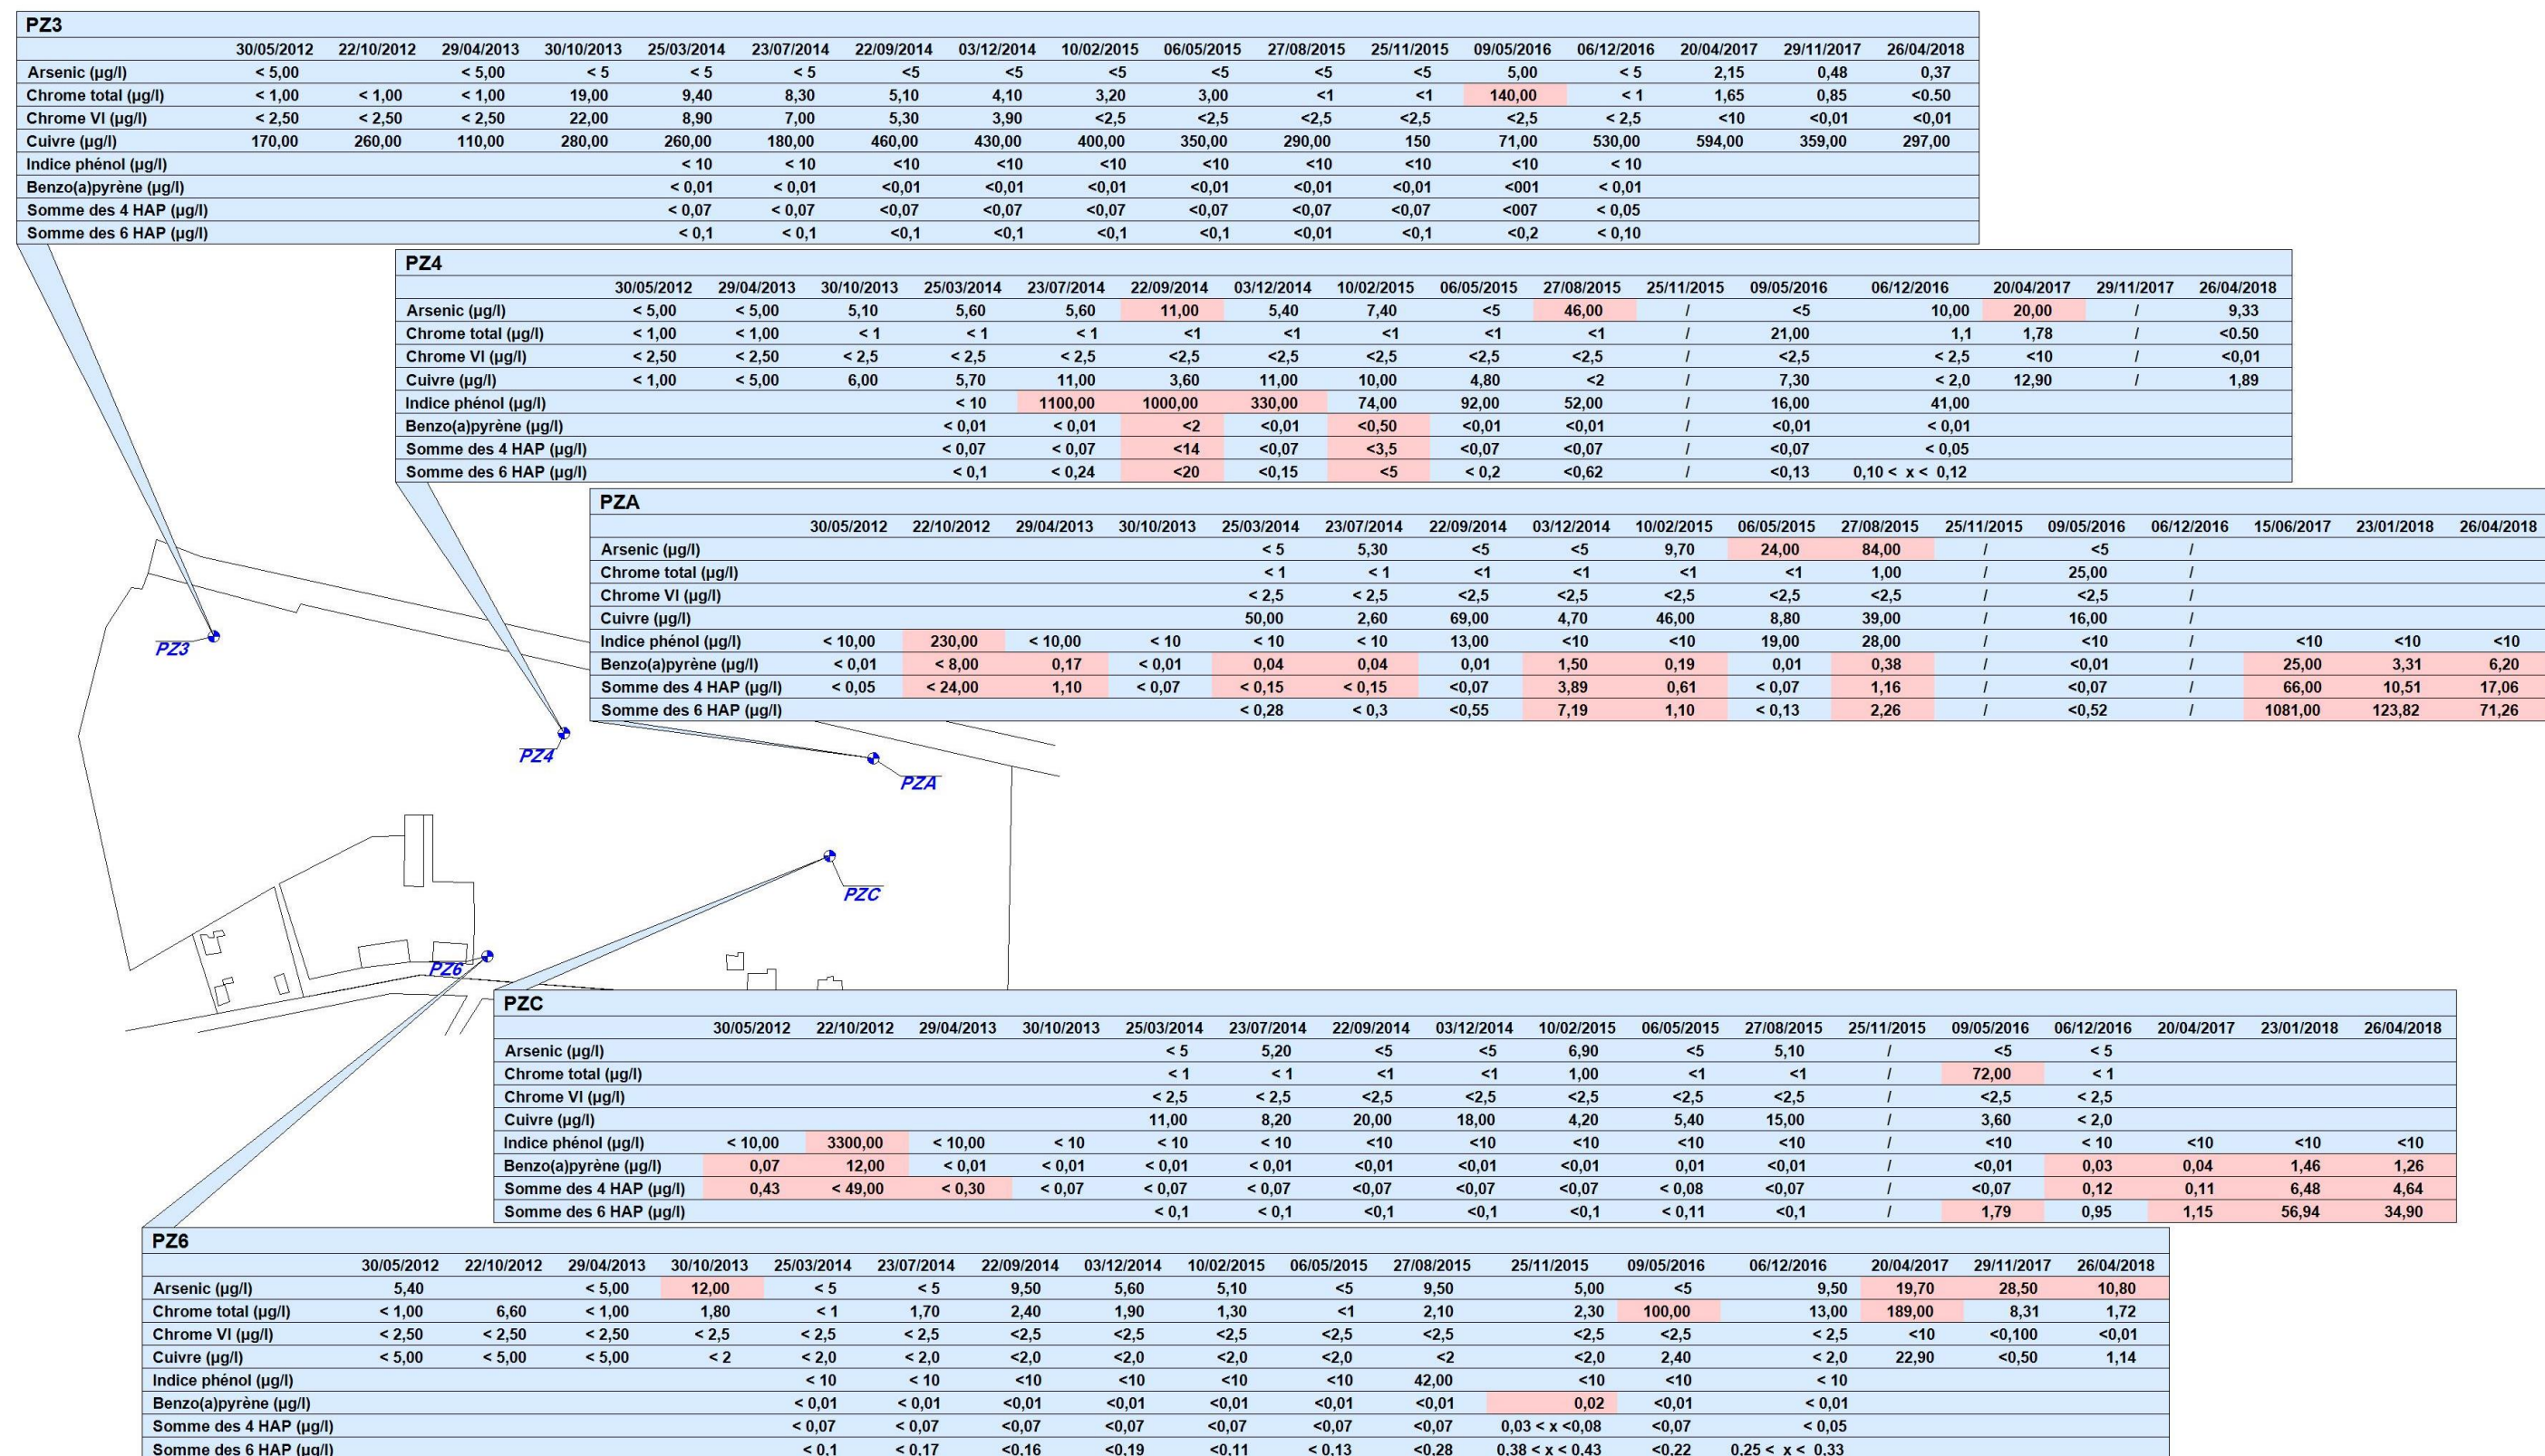 PZ3
30/05/2012 22/10/2012 29/04/2013 30/10/2013 25/03/2014 23/07/2014 22/09/2014 03/12/2014 10/02/2015 06/05/2015 27/08/2015 25/11/2015 09/05/2016 06/12/2016 20/04/2017 29/11/2017 26/04/2018
Arsenic (µg/l) < 5,00 < 5,00 < 5 < 5 < 5 <5 <5 <5 <5 <5 <5 5,00 < 5 2,15 0,48 0,37
Chrome total (µg/l) < 1,00 < 1,00 < 1,00 19,00 9,40 8,30 5,10 4,10 3,20 3,00 <1 <1 140,00 < 1 1,65 0,85 <0.50
Chrome VI (µg/l) < 2,50 < 2,50 < 2,50 22,00 8,90 7,00 5,30 3,90 <2,5 <2,5 <2,5 <2,5 <2,5 < 2,5 <10 <0,01 <0,01
Cuivre (µg/l) 170,00 260,00 110,00 280,00 260,00 180,00 460,00 430,00 400,00 350,00 290,00 150 71,00 530,00 594,00 359,00 297,00
Indice phénol (µg/l) < 10 < 10 <10 <10 <10 <10 <10 <10 <10 < 10
Benzo(a)pyrène (µg/l) < 0,01 < 0,01 <0,01 <0,01 <0,01 <0,01 <0,01 <0,01 <001 < 0,01
Somme des 4 HAP (µg/l) < 0,07 < 0,07 <0,07 <0,07 <0,07 <0,07 <0,07 <0,07 <007 < 0,05
Somme des 6 HAP (µg/l) < 0,1 < 0,1 <0,1 <0,1 <0,1 <0,1 <0,01 <0,1 <0,2 < 0,10
PZ4
30/05/2012 29/04/2013 30/10/2013 25/03/2014 23/07/2014 22/09/2014 03/12/2014 10/02/2015 06/05/2015 27/08/2015 25/11/2015 09/05/2016 06/12/2016 20/04/2017 29/11/2017 26/04/2018
Arsenic (µg/l) < 5,00 < 5,00 5,10 5,60 5,60 11,00 5,40 7,40 <5 46,00 / <5 10,00 20,00 / 9,33
Chrome total (µg/l) < 1,00 < 1,00 < 1 < 1 < 1 <1 <1 <1 <1 <1 / 21,00 1,1 1,78 / <0.50
Chrome VI (µg/l) < 2,50 < 2,50 < 2,5 < 2,5 < 2,5 <2,5 <2,5 <2,5 <2,5 <2,5 / <2,5 < 2,5 <10 / <0,01
Cuivre (µg/l) < 1,00 < 5,00 6,00 5,70 11,00 3,60 11,00 10,00 4,80 <2 / 7,30 < 2,0 12,90 / 1,89
Indice phénol (µg/l) < 10 1100,00 1000,00 330,00 74,00 92,00 52,00 / 16,00 41,00
Benzo(a)pyrène (µg/l) < 0,01 < 0,01 <2 <0,01 <0,50 <0,01 <0,01 / <0,01 < 0,01
Somme des 4 HAP (µg/l) < 0,07 < 0,07 <14 <0,07 <3,5 <0,07 <0,07 / <0,07 < 0,05
Somme des 6 HAP (µg/l) < 0,1 < 0,24 <20 <0,15 <5 < 0,2 <0,62 / <0,13 0,10 < x < 0,12
PZA
30/05/2012 22/10/2012 29/04/2013 30/10/2013 25/03/2014 23/07/2014 22/09/2014 03/12/2014 10/02/2015 06/05/2015 27/08/2015 25/11/2015 09/05/2016 06/12/2016 15/06/2017 23/01/2018 26/04/2018
Arsenic (µg/l) < 5 5,30 <5 <5 9,70 24,00 84,00 / <5 /
Chrome total (µg/l) < 1 < 1 <1 <1 <1 <1 1,00 / 25,00 /
Chrome VI (µg/l) < 2,5 < 2,5 <2,5 <2,5 <2,5 <2,5 <2,5 / <2,5 /
Cuivre (µg/l) 50,00 2,60 69,00 4,70 46,00 8,80 39,00 / 16,00 /
Indice phénol (µg/l) < 10,00 230,00 < 10,00 < 10 < 10 < 10 13,00 <10 <10 19,00 28,00 / <10 / <10 <10 <10
Benzo(a)pyrène (µg/l) < 0,01 < 8,00 0,17 < 0,01 0,04 0,04 0,01 1,50 0,19 0,01 0,38 / <0,01 / 25,00 3,31 6,20
Somme des 4 HAP (µg/l) < 0,05 < 24,00 1,10 < 0,07 < 0,15 < 0,15 <0,07 3,89 0,61 < 0,07 1,16 / <0,07 / 66,00 10,51 17,06
Somme des 6 HAP (µg/l) < 0,28 < 0,3 <0,55 7,19 1,10 < 0,13 2,26 / <0,52 / 1081,00 123,82 71,26
PZ3
PZ4
PZA
PZC
PZ6
PZC
30/05/2012 22/10/2012 29/04/2013 30/10/2013 25/03/2014 23/07/2014 22/09/2014 03/12/2014 10/02/2015 06/05/2015 27/08/2015 25/11/2015 09/05/2016 06/12/2016 20/04/2017 23/01/2018 26/04/2018
Arsenic (µg/l) < 5 5,20 <5 <5 6,90 <5 5,10 / <5 < 5
Chrome total (µg/l) < 1 < 1 <1 <1 1,00 <1 <1 / 72,00 < 1
Chrome VI (µg/l) < 2,5 < 2,5 <2,5 <2,5 <2,5 <2,5 <2,5 / <2,5 < 2,5
Cuivre (µg/l) 11,00 8,20 20,00 18,00 4,20 5,40 15,00 / 3,60 < 2,0
Indice phénol (µg/l) < 10,00 3300,00 < 10,00 < 10 < 10 < 10 <10 <10 <10 <10 <10 / <10 < 10 <10 <10 <10
Benzo(a)pyrène (µg/l) 0,07 12,00 < 0,01 < 0,01 < 0,01 < 0,01 <0,01 <0,01 <0,01 0,01 <0,01 / <0,01 0,03 0,04 1,46 1,26
Somme des 4 HAP (µg/l) 0,43 < 49,00 < 0,30 < 0,07 < 0,07 < 0,07 <0,07 <0,07 <0,07 < 0,08 <0,07 / <0,07 0,12 0,11 6,48 4,64
Somme des 6 HAP (µg/l) < 0,1 < 0,1 <0,1 <0,1 <0,1 < 0,11 <0,1 / 1,79 0,95 1,15 56,94 34,90
PZ6
30/05/2012 22/10/2012 29/04/2013 30/10/2013 25/03/2014 23/07/2014 22/09/2014 03/12/2014 10/02/2015 06/05/2015 27/08/2015 25/11/2015 09/05/2016 06/12/2016 20/04/2017 29/11/2017 26/04/2018
Arsenic (µg/l) 5,40 < 5,00 12,00 < 5 < 5 9,50 5,60 5,10 <5 9,50 5,00 <5 9,50 19,70 28,50 10,80
Chrome total (µg/l) < 1,00 6,60 < 1,00 1,80 < 1 1,70 2,40 1,90 1,30 <1 2,10 2,30 100,00 13,00 189,00 8,31 1,72
Chrome VI (µg/l) < 2,50 < 2,50 < 2,50 < 2,5 < 2,5 < 2,5 <2,5 <2,5 <2,5 <2,5 <2,5 <2,5 <2,5 < 2,5 <10 <0,100 <0,01
Cuivre (µg/l) < 5,00 < 5,00 < 5,00 < 2 < 2,0 < 2,0 <2,0 <2,0 <2,0 <2,0 <2 <2,0 2,40 < 2,0 22,90 <0,50 1,14
Indice phénol (µg/l) < 10 < 10 <10 <10 <10 <10 42,00 <10 <10 < 10
Benzo(a)pyrène (µg/l) < 0,01 < 0,01 <0,01 <0,01 <0,01 <0,01 <0,01 0,02 <0,01 < 0,01
Somme des 4 HAP (µg/l) < 0,07 < 0,07 <0,07 <0,07 <0,07 <0,07 <0,07 0,03 < x <0,08 <0,07 < 0,05
Somme des 6 HAP (µg/l) < 0,1 < 0,17 <0,16 <0,19 <0,11 < 0,13 <0,28 0,38 < x < 0,43 <0,22 0,25 < x < 0,33